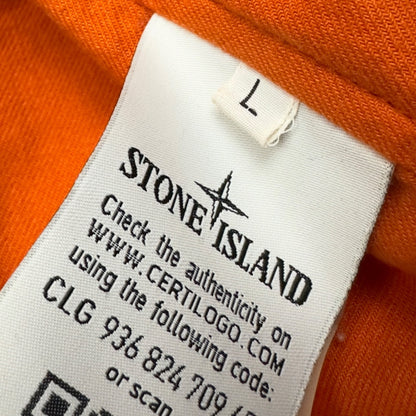 L
STONE ISLAND
Check the authenticity on
WWW.CERTILOGO.COM
using the following code:
CLG 936 824 709
or scan